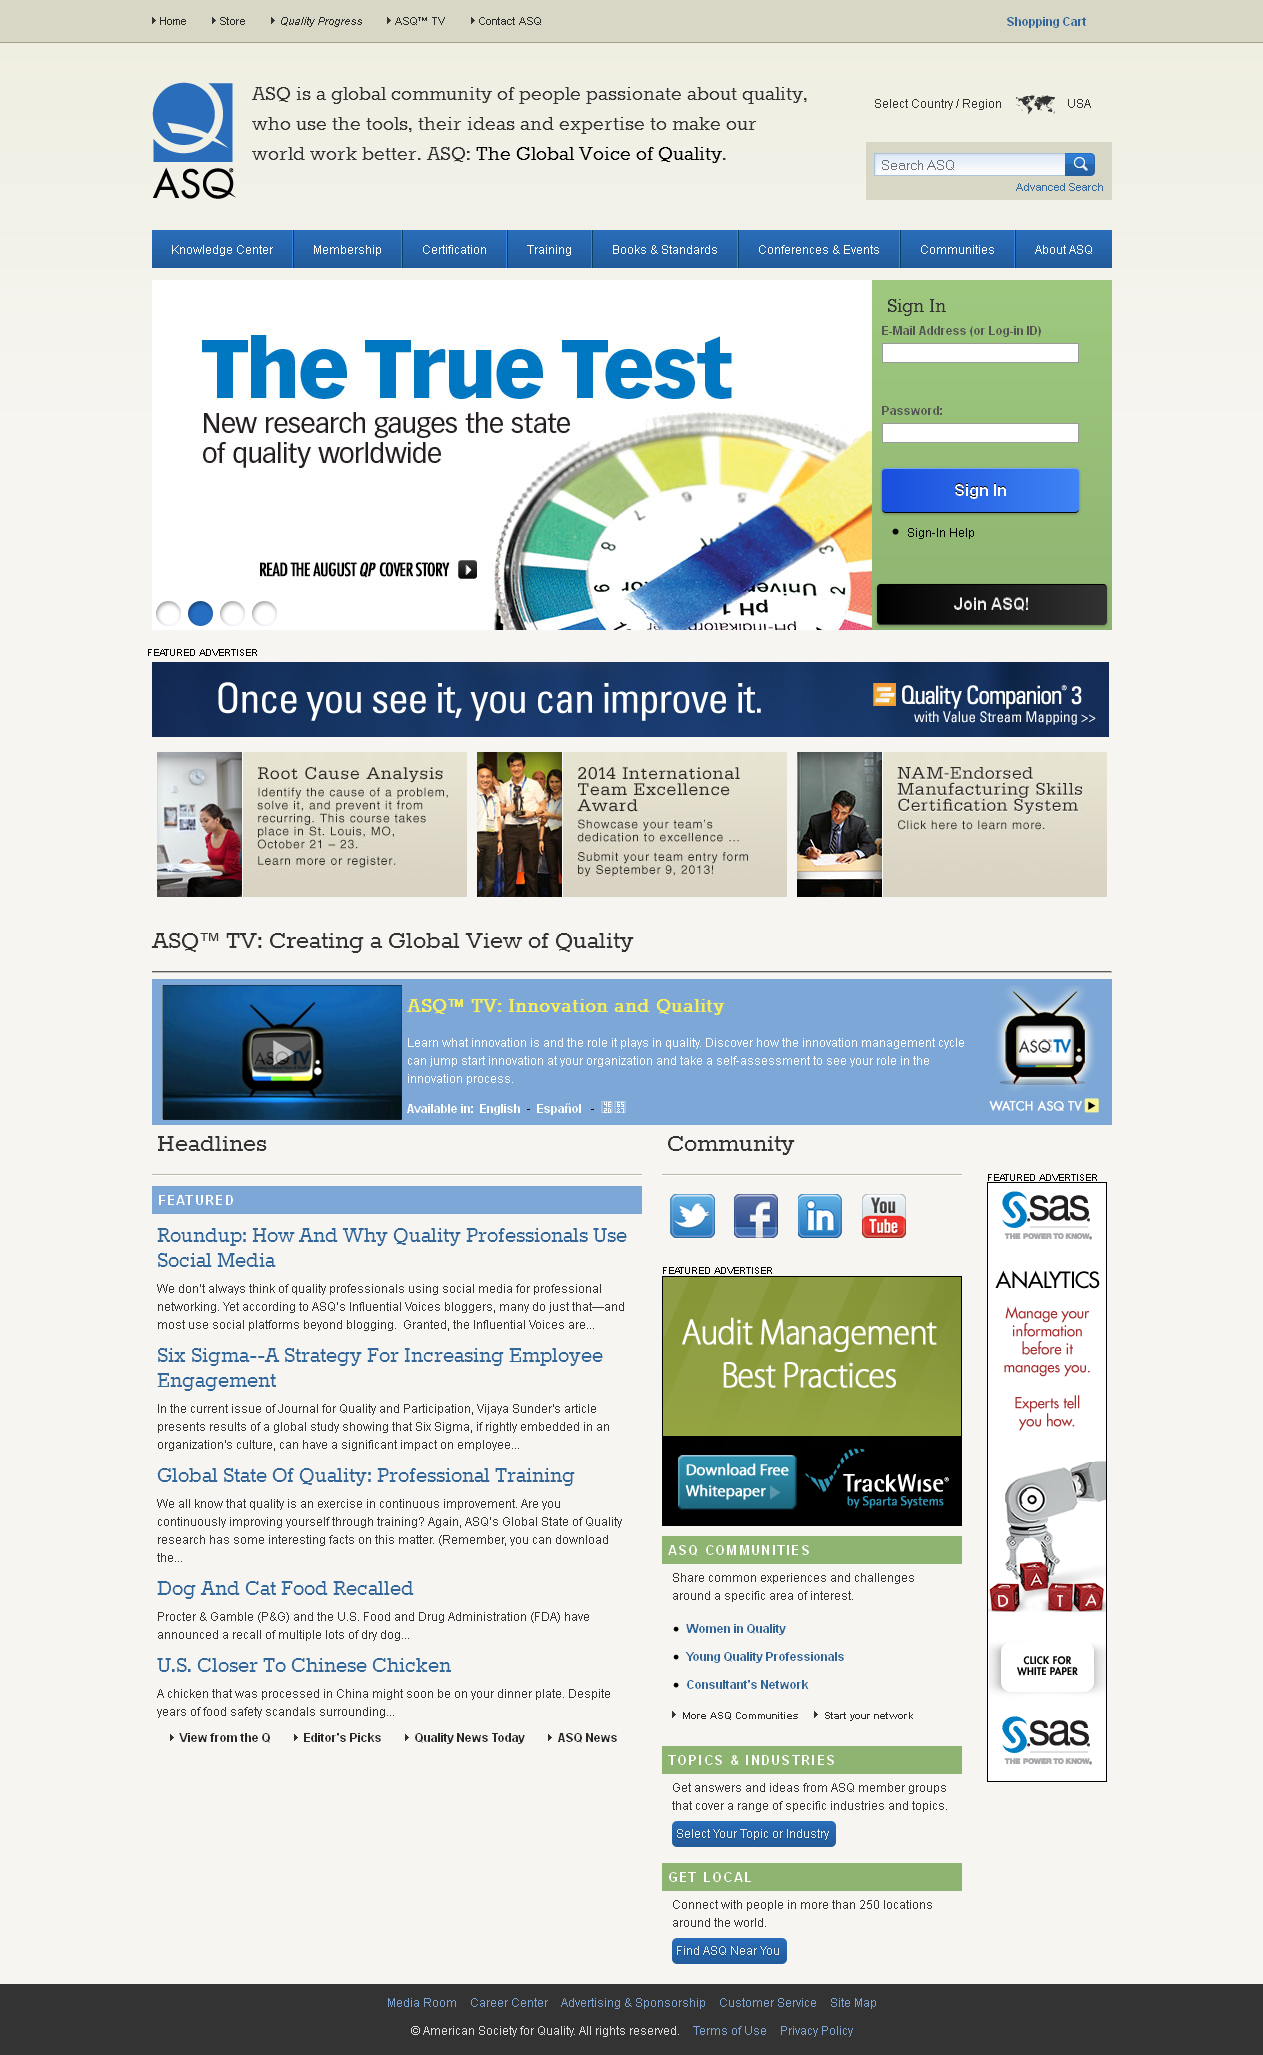 Home Store Quality Progress ASQ™ TV Contact ASQ Shopping Cart
ASQ is a global community of people passionate about quality,
who use the tools, their ideas and expertise to make our
world work better. ASQ: The Global Voice of Quality.
ASQ®
Select Country / Region USA
Search ASQ
Advanced Search
Knowledge Center Membership Certification Training Books & Standards Conferences & Events Communities About ASQ
The True Test
New research gauges the state
of quality worldwide
READ THE AUGUST QP COVER STORY
Sign In
E-Mail Address (or Log-in ID)
Password:
Sign In
Sign-In Help
Join ASQ!
FEATURED ADVERTISER
Once you see it, you can improve it.
Quality Companion® 3
with Value Stream Mapping >>
Root Cause Analysis
Identify the cause of a problem,
solve it, and prevent it from
recurring. This course takes
place in St. Louis, MO,
October 21 – 23.
Learn more or register.
2014 International
Team Excellence
Award
Showcase your team's
dedication to excellence ...
Submit your team entry form
by September 9, 2013!
NAM-Endorsed
Manufacturing Skills
Certification System
Click here to learn more.
ASQ™ TV: Creating a Global View of Quality
ASQ™ TV: Innovation and Quality
Learn what innovation is and the role it plays in quality. Discover how the innovation management cycle
can jump start innovation at your organization and take a self-assessment to see your role in the
innovation process.
Available in: English - Español -
ASQ TV
WATCH ASQ TV
Headlines
FEATURED
Roundup: How And Why Quality Professionals Use
Social Media
We don't always think of quality professionals using social media for professional
networking. Yet according to ASQ's Influential Voices bloggers, many do just that—and
most use social platforms beyond blogging. Granted, the Influential Voices are...
Six Sigma--A Strategy For Increasing Employee
Engagement
In the current issue of Journal for Quality and Participation, Vijaya Sunder's article
presents results of a global study showing that Six Sigma, if rightly embedded in an
organization's culture, can have a significant impact on employee...
Global State Of Quality: Professional Training
We all know that quality is an exercise in continuous improvement. Are you
continuously improving yourself through training? Again, ASQ's Global State of Quality
research has some interesting facts on this matter. (Remember, you can download
the...
Dog And Cat Food Recalled
Procter & Gamble (P&G) and the U.S. Food and Drug Administration (FDA) have
announced a recall of multiple lots of dry dog...
U.S. Closer To Chinese Chicken
A chicken that was processed in China might soon be on your dinner plate. Despite
years of food safety scandals surrounding...
View from the Q Editor's Picks Quality News Today ASQ News
Community
You
Tube
FEATURED ADVERTISER
Audit Management
Best Practices
Download Free
Whitepaper
TrackWise®
by Sparta Systems
ASQ COMMUNITIES
Share common experiences and challenges
around a specific area of interest.
Women in Quality
Young Quality Professionals
Consultant's Network
More ASQ Communities Start your network
TOPICS & INDUSTRIES
Get answers and ideas from ASQ member groups
that cover a range of specific industries and topics.
Select Your Topic or Industry
GET LOCAL
Connect with people in more than 250 locations
around the world.
Find ASQ Near You
FEATURED ADVERTISER
sas
THE POWER TO KNOW.
ANALYTICS
Manage your
information
before it
manages you.
Experts tell
you how.
DATA
CLICK FOR
WHITE PAPER
sas
THE POWER TO KNOW.
Media Room Career Center Advertising & Sponsorship Customer Service Site Map
© American Society for Quality. All rights reserved. Terms of Use Privacy Policy